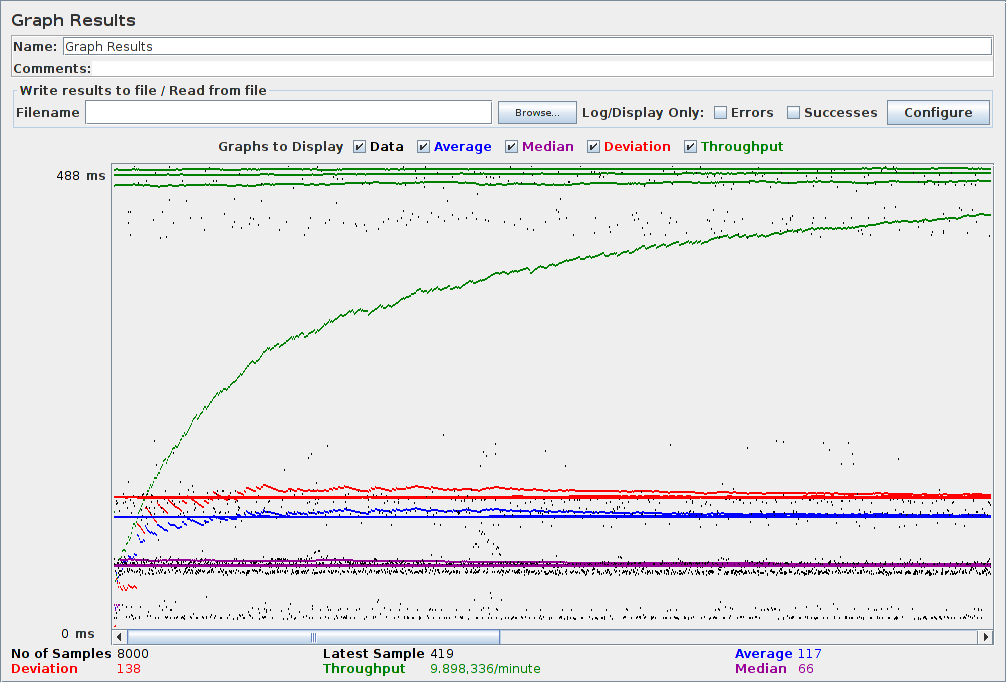 Graph Results
Name: Graph Results
Comments:
Write results to file / Read from file
Filename Browse... Log/Display Only: Errors Successes Configure
Graphs to Display Data Average Median Deviation Throughput
488 ms
0 ms
No of Samples 8000 Latest Sample 419 Average 117
Deviation 138 Throughput 9.898,336/minute Median 66